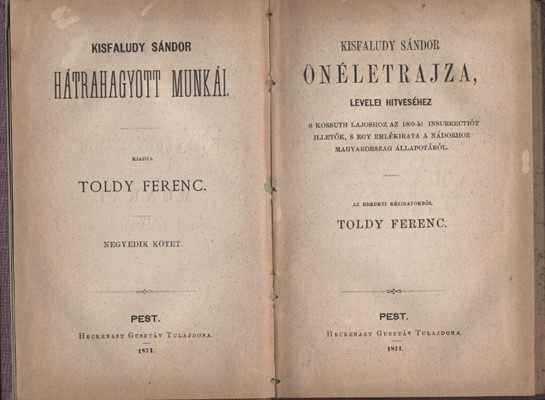 KISFALUDY SÁNDOR
HÁTRAHAGYOTT MUNKÁI.
KIADTA
TOLDY FERENC.
NEGYEDIK KÖTET.
PEST.
HECKENAST GUSZTÁV TULAJDONA.
1871.
KISFALUDY SÁNDOR
ÖNÉLETRAJZA,
LEVELEI HITVESÉHEZ
S KOSSUTH LAJOSHOZ AZ 1809-ki INSURRECTIÓT
ILLETŐK, S EGY EMLÉKIRATA A NÁDORHOZ
MAGYARORSZÁG ÁLLAPOTÁRÓL.
AZ EREDETI KÉZIRATOKBÓL
TOLDY FERENC.
PEST.
HECKENAST GUSZTÁV TULAJDONA.
1871.